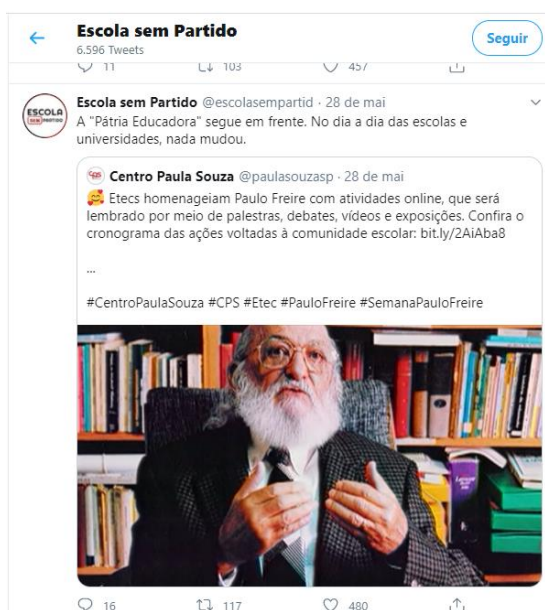 Escola sem Partido
6.596 Tweets
Seguir
11 103 457
ESCOLA
SEM PARTIDO
Escola sem Partido @escolasempartid · 28 de mai
A "Pátria Educadora" segue em frente. No dia a dia das escolas e
universidades, nada mudou.
cps Centro Paula Souza @paulasouzasp · 28 de mai
🥰 Etecs homenageiam Paulo Freire com atividades online, que será
lembrado por meio de palestras, debates, vídeos e exposições. Confira o
cronograma das ações voltadas à comunidade escolar: bit.ly/2AiAba8
...
#CentroPaulaSouza #CPS #Etec #PauloFreire #SemanaPauloFreire
16 117 480